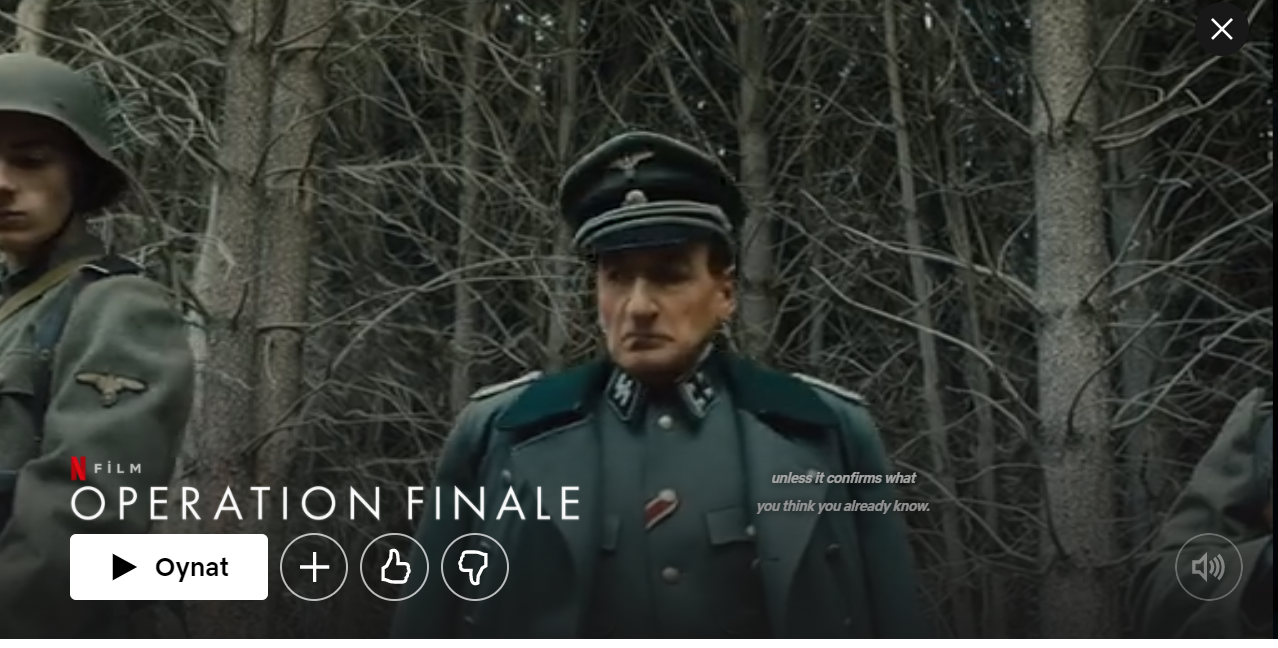 N FİLM
OPERATION FINALE
unless it confirms what
you think you already know.
Oynat